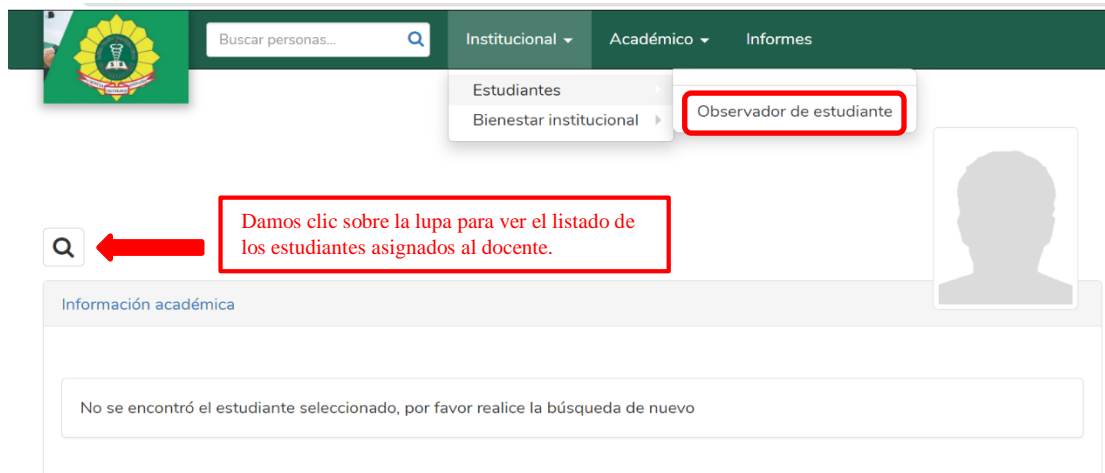 Buscar personas...
Institucional
Académico
Informes
Estudiantes
Bienestar institucional
Observador de estudiante
Damos clic sobre la lupa para ver el listado de
los estudiantes asignados al docente.
Información académica
No se encontró el estudiante seleccionado, por favor realice la búsqueda de nuevo